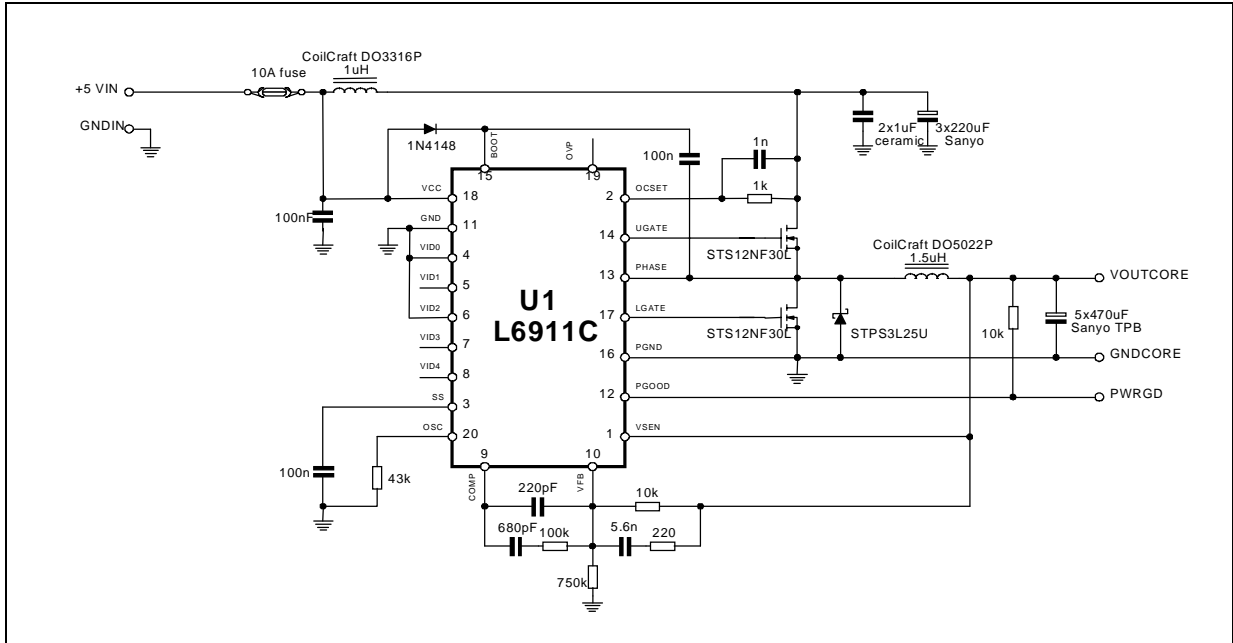 CoilCraft DO3316P
1uH
10A fuse
+5 VIN
GNDIN
1N4148
BOOT
15
OVP
19
100n
1n
1k
2x1uF
ceramic
3x220uF
Sanyo
VCC
18
100nF
GND
11
VID0
4
VID1
5
VID2
6
VID3
7
VID4
8
SS
3
OSC
20
U1
L6911C
2
OCSET
14
UGATE
13
PHASE
17
LGATE
16
PGND
12
PGOOD
1
VSEN
STS12NF30L
STS12NF30L
CoilCraft DO5022P
1.5uH
STPS3L25U
10k
5x470uF
Sanyo TPB
VOUTCORE
GNDCORE
PWRGD
100n
43k
9
COMP
10
VFB
220pF
10k
680pF
100k
5.6n
220
750k